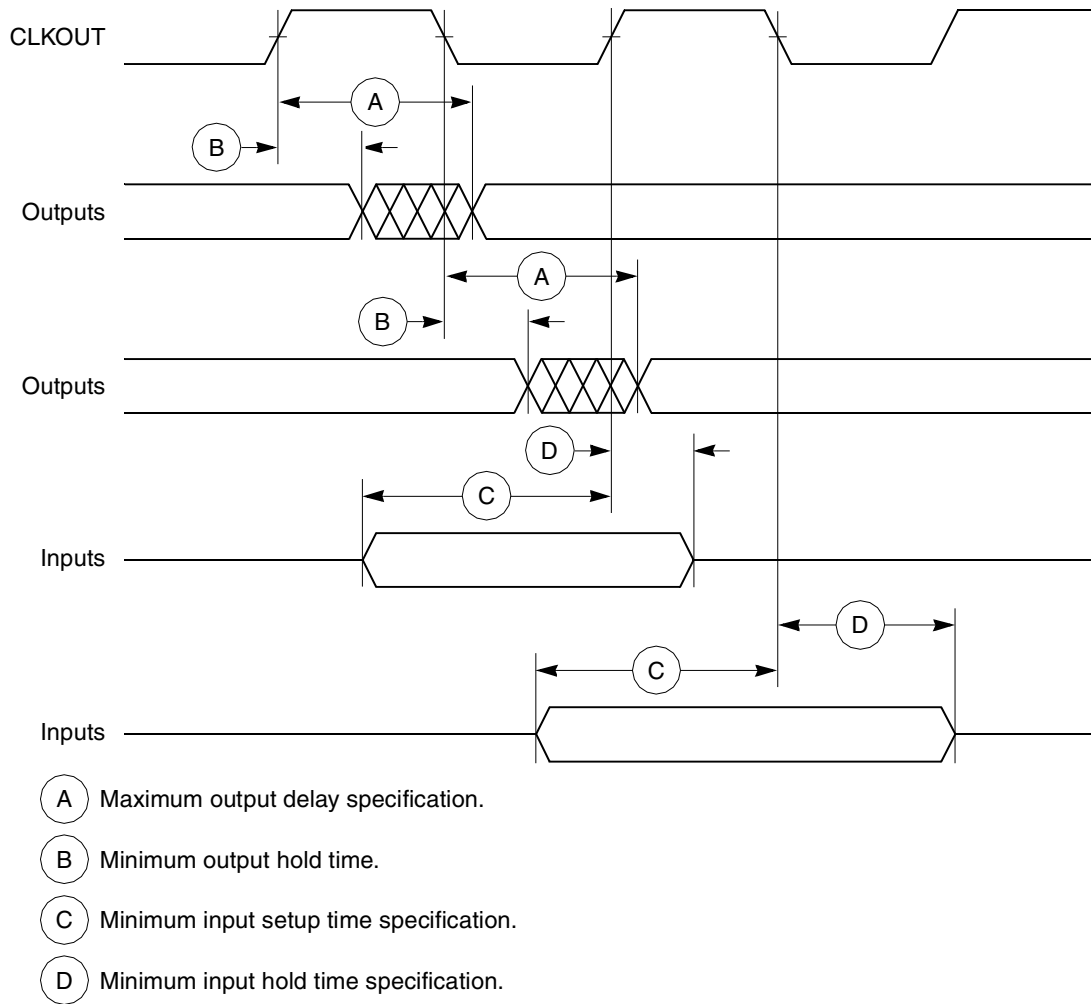 CLKOUT
A
B
Outputs
A
B
Outputs
D
C
Inputs
D
C
Inputs
A Maximum output delay specification.
B Minimum output hold time.
C Minimum input setup time specification.
D Minimum input hold time specification.